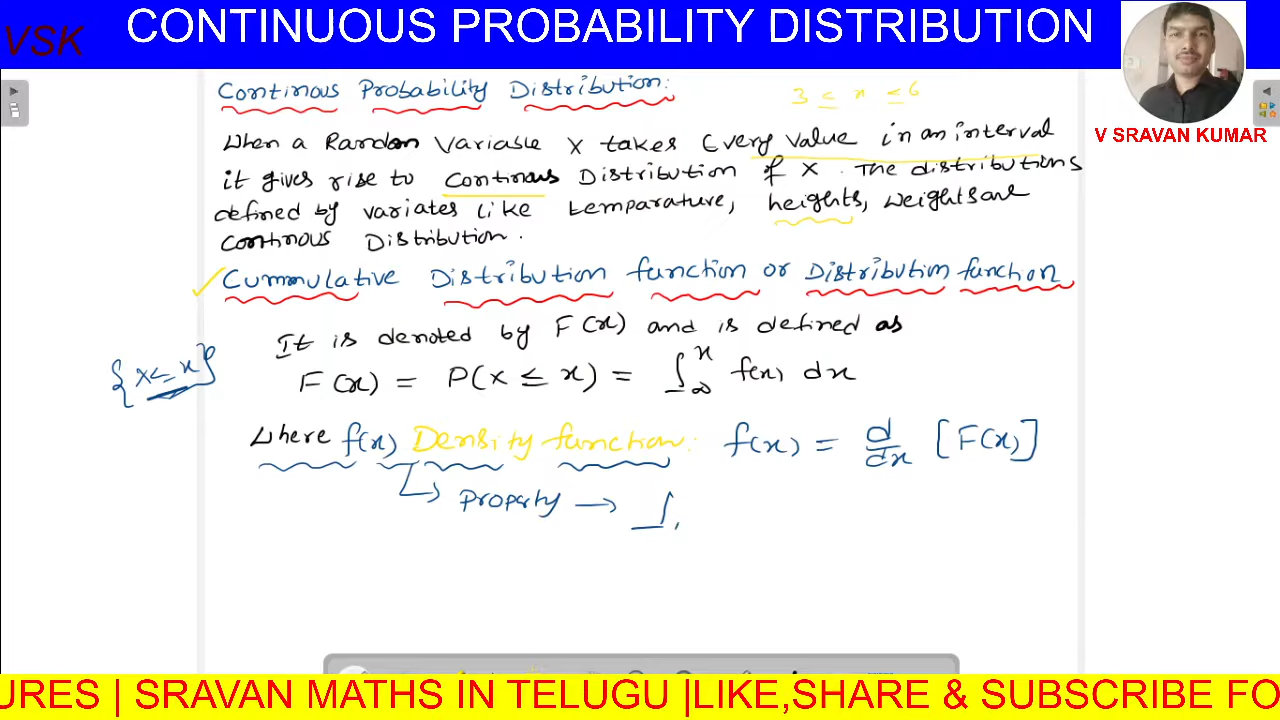 VSK
CONTINUOUS PROBABILITY DISTRIBUTION
V SRAVAN KUMAR
Continous Probability Distribution:
3 ≤ x ≤ 6
When a Random Variable X takes Every value in an interval
it gives rise to continous Distribution of X. The distributions
defined by variates like temparature, heights, weights are
continous Distribution.
Cummulative Distribution function or Distribution function
It is denoted by F(x) and is defined as
{X ≤ x}
F(x) = P(X ≤ x) = ∫_{-∞}^{x} f(x) dx
Where f(x) Density function: f(x) = d/dx [F(x)]
Property → ∫
URES | SRAVAN MATHS IN TELUGU |LIKE,SHARE & SUBSCRIBE FO